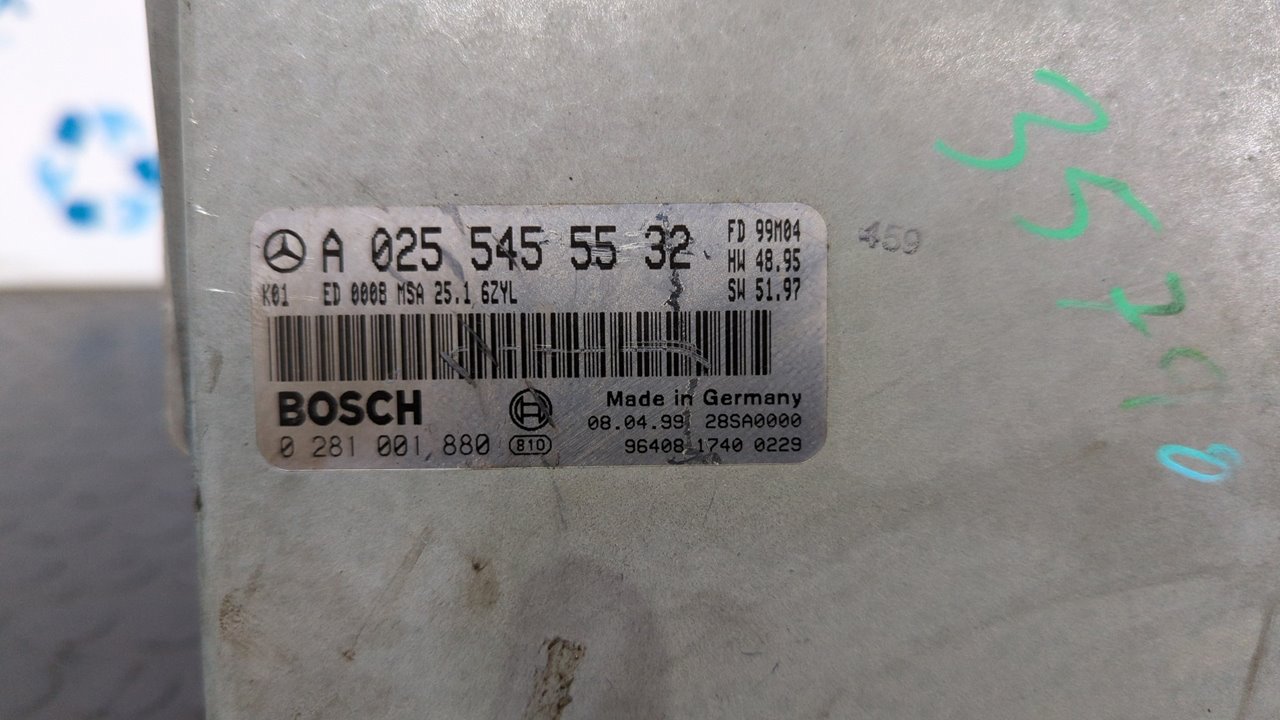 A 025 545 55 32
FD 99M04
HW 48.95
SW 51.97
K01 ED 0008 MSA 25.1 6ZYL
BOSCH
Made in Germany
08.04.99 28SA0000
0 281 001 880 810
96408 1740 0229
459